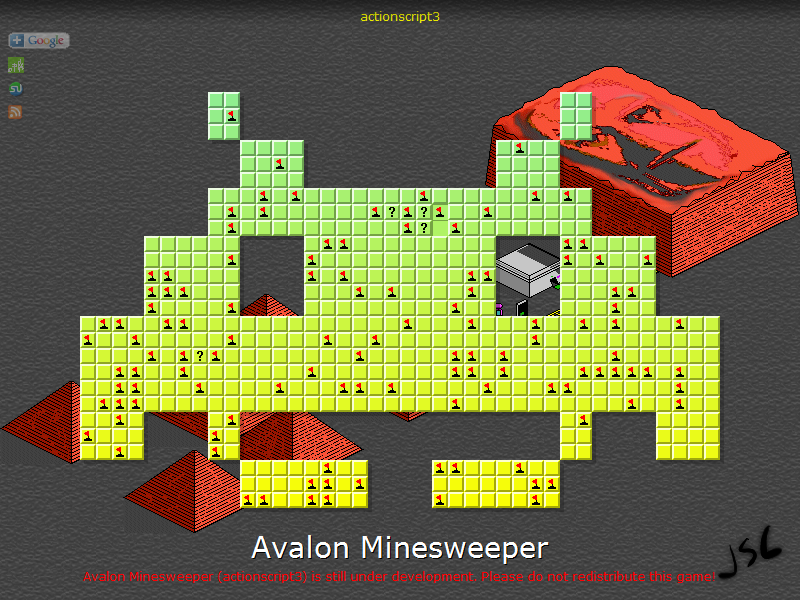 actionscript3
Google
? ?
?
?
Avalon Minesweeper
JSC
Avalon Minesweeper (actionscript3) is still under development. Please do not redistribute this game!